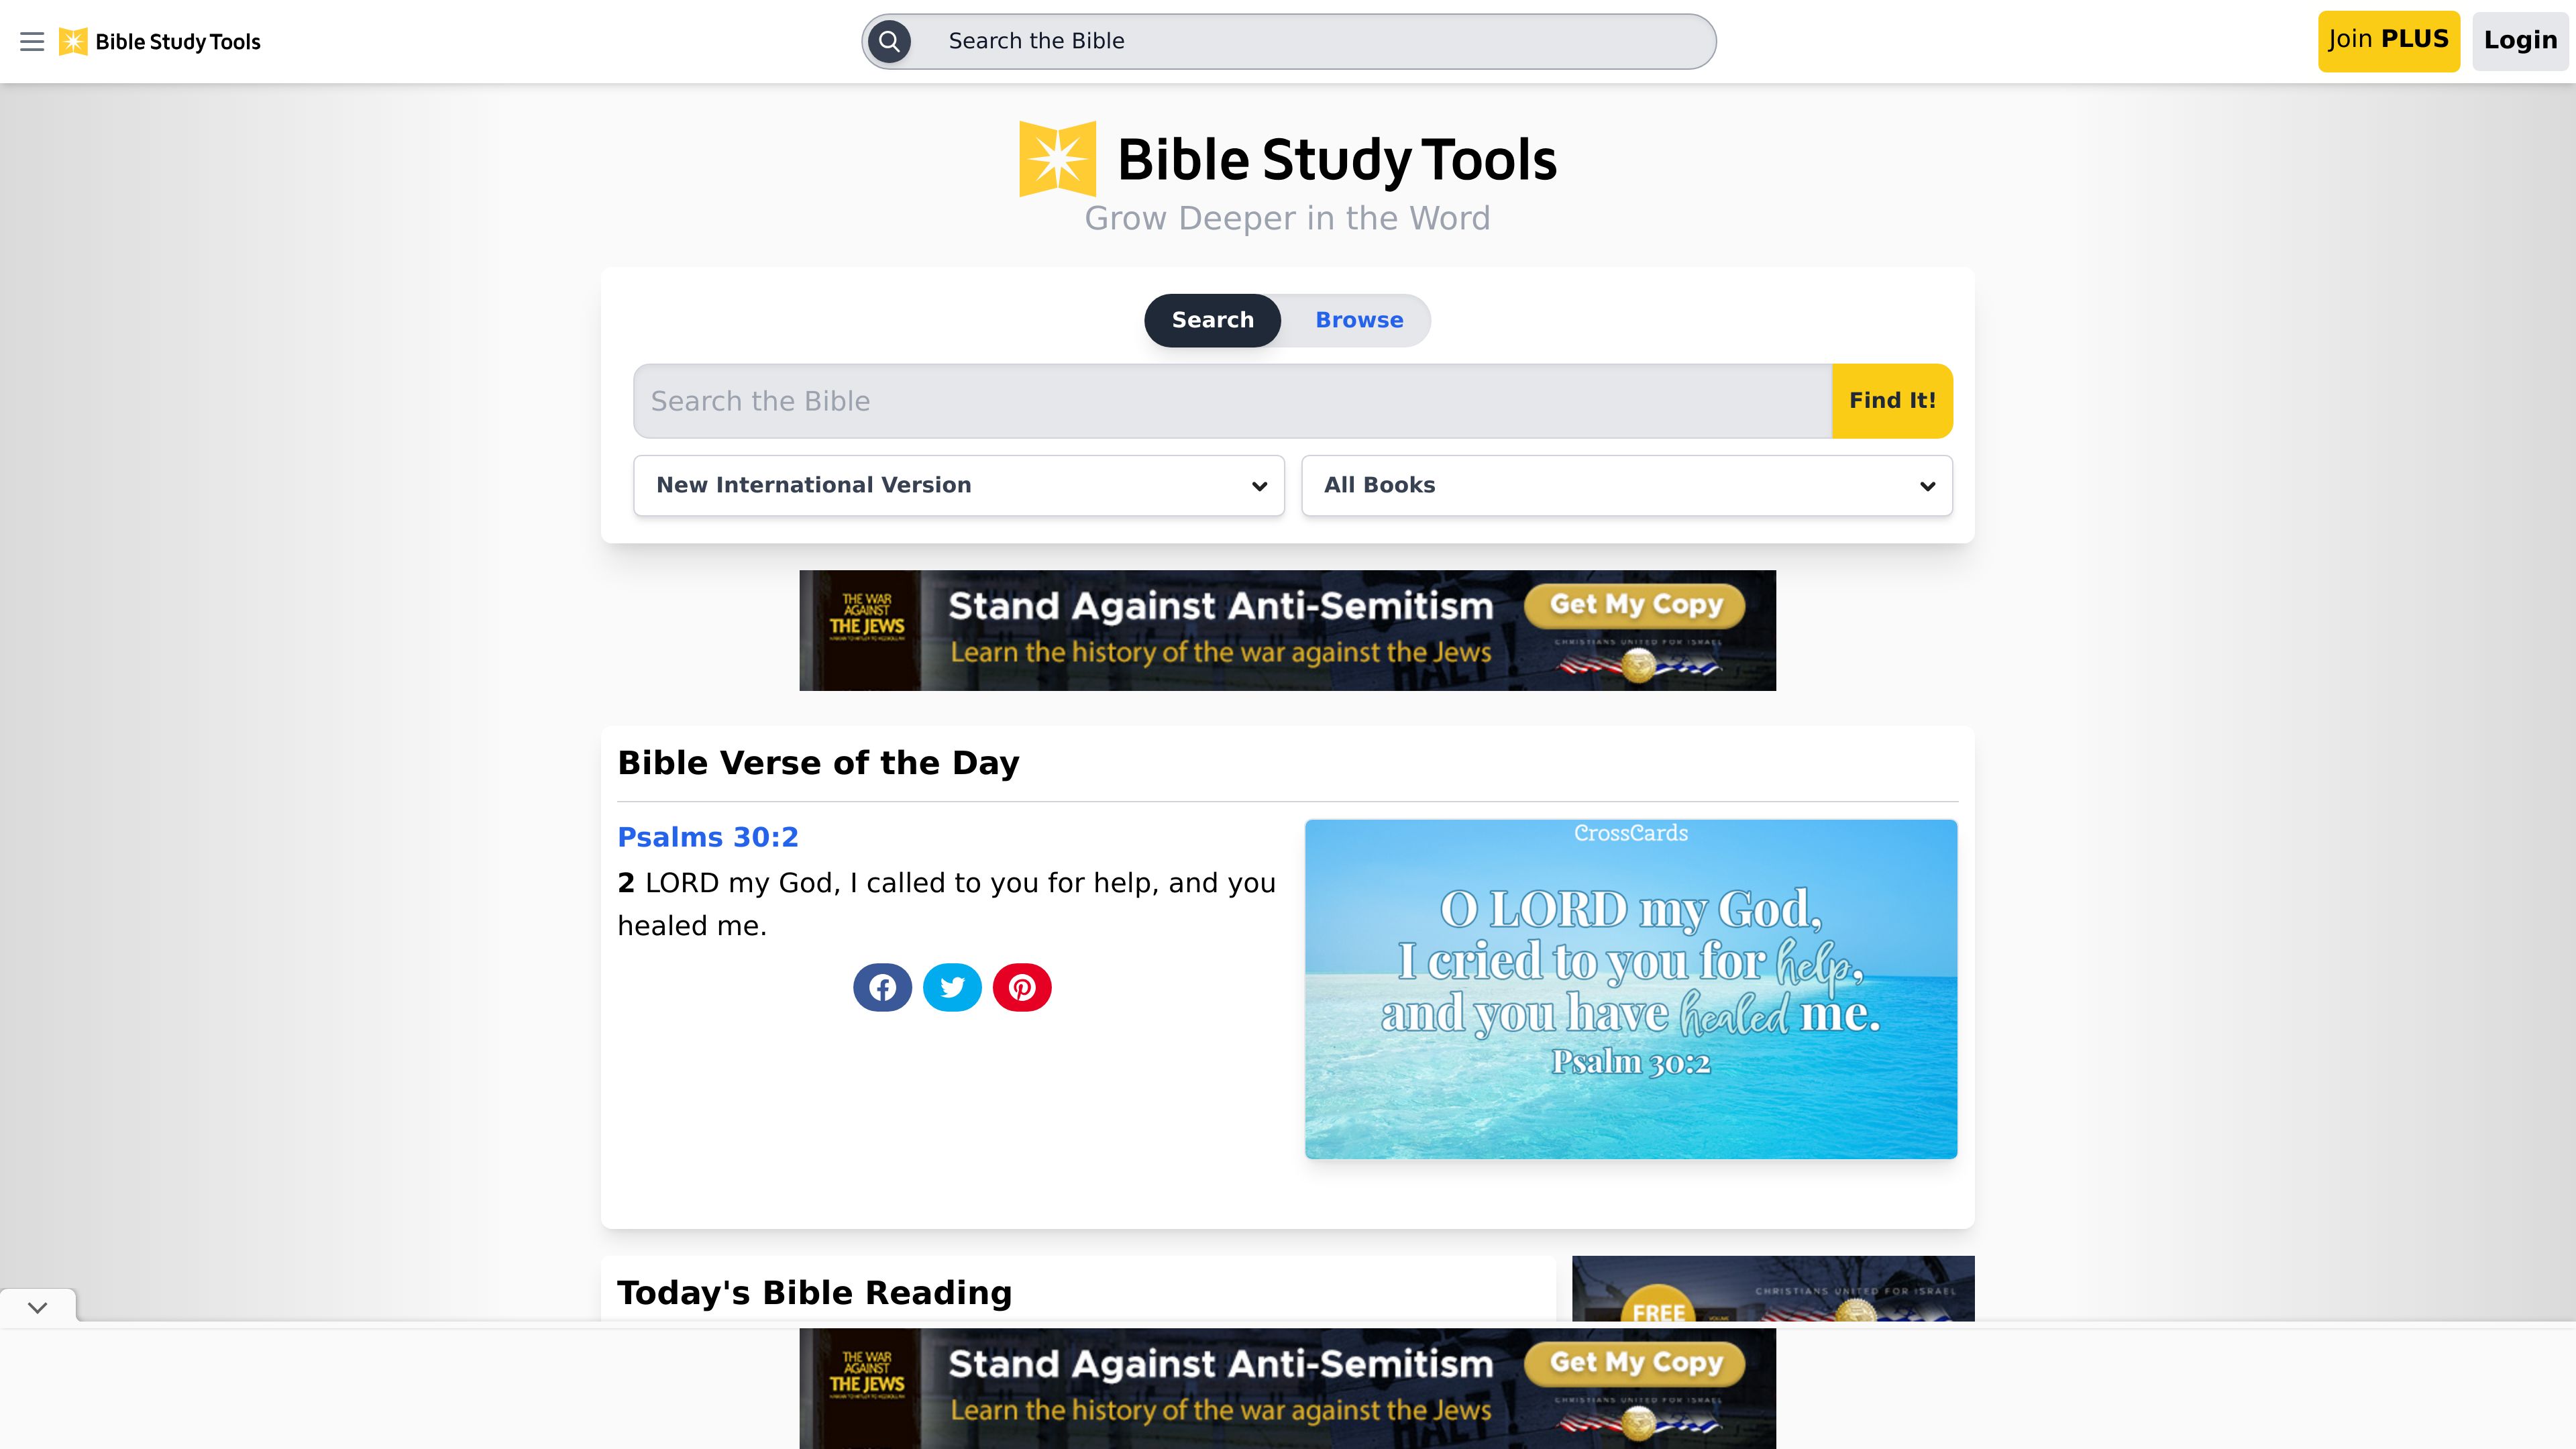 Bible Study Tools
Search the Bible
Join PLUS
Login
Bible Study Tools
Grow Deeper in the Word
Search
Browse
Search the Bible
Find It!
New International Version
All Books
THE WAR
AGAINST
THE JEWS
Stand Against Anti-Semitism
Learn the history of the war against the Jews
Get My Copy
CHRISTIANS UNITED FOR ISRAEL
HALT!
Bible Verse of the Day
Psalms 30:2
2 LORD my God, I called to you for help, and you
healed me.
CrossCards
O LORD my God,
I cried to you for help,
and you have healed me.
Psalm 30:2
Today's Bible Reading
FREE
CHRISTIANS UNITED FOR ISRAEL
THE WAR
AGAINST
THE JEWS
Stand Against Anti-Semitism
Learn the history of the war against the Jews
Get My Copy
CHRISTIANS UNITED FOR ISRAEL
HALT!